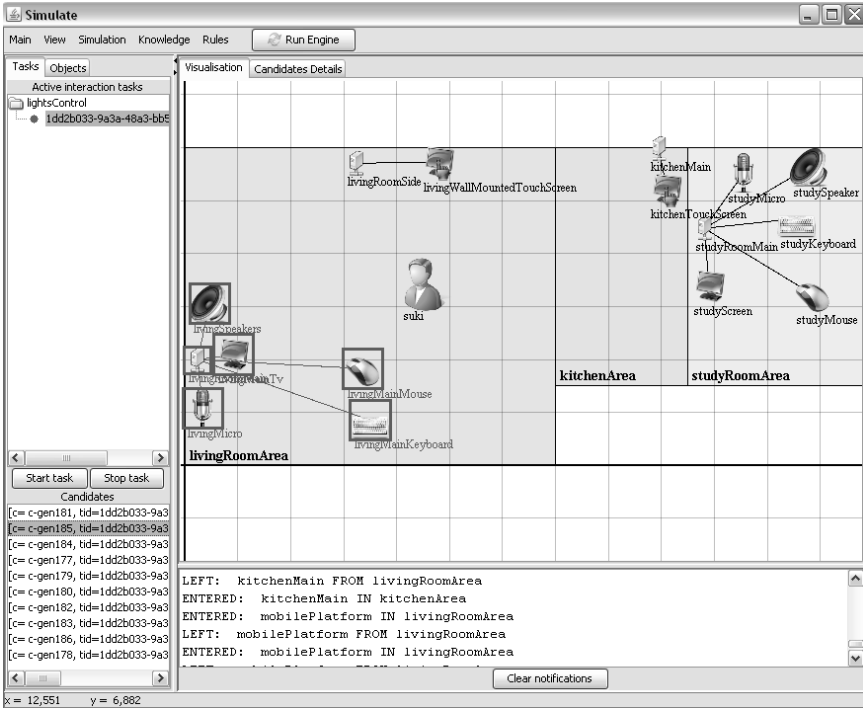 Simulate
Main View Simulation Knowledge Rules Run Engine
Tasks Objects
Visualisation Candidates Details
Active interaction tasks
lightsControl
1dd2b033-9a3a-48a3-bb5
livingRoomSide
livingWallMountedTouchScreen
kitchenMain
kitchenTouchScreen
studyMicro
studySpeaker
studyRoomMain
studyKeyboard
studyScreen
studyMouse
suki
livingSpeakers
livingMainMouse
livingMicro
livingMainKeyboard
livingRoomArea
kitchenArea
studyRoomArea
Start task Stop task
Candidates
[c= c-gen181, tid=1dd2b033-9a3
[c= c-gen185, tid=1dd2b033-9a3
[c= c-gen184, tid=1dd2b033-9a3
[c= c-gen177, tid=1dd2b033-9a3
[c= c-gen179, tid=1dd2b033-9a3
[c= c-gen180, tid=1dd2b033-9a3
[c= c-gen182, tid=1dd2b033-9a3
[c= c-gen183, tid=1dd2b033-9a3
[c= c-gen186, tid=1dd2b033-9a3
[c= c-gen178, tid=1dd2b033-9a3
LEFT: kitchenMain FROM livingRoomArea
ENTERED: kitchenMain IN kitchenArea
ENTERED: mobilePlatform IN livingRoomArea
LEFT: mobilePlatform FROM livingRoomArea
ENTERED: mobilePlatform IN livingRoomArea
Clear notifications
x = 12,551 y = 6,882